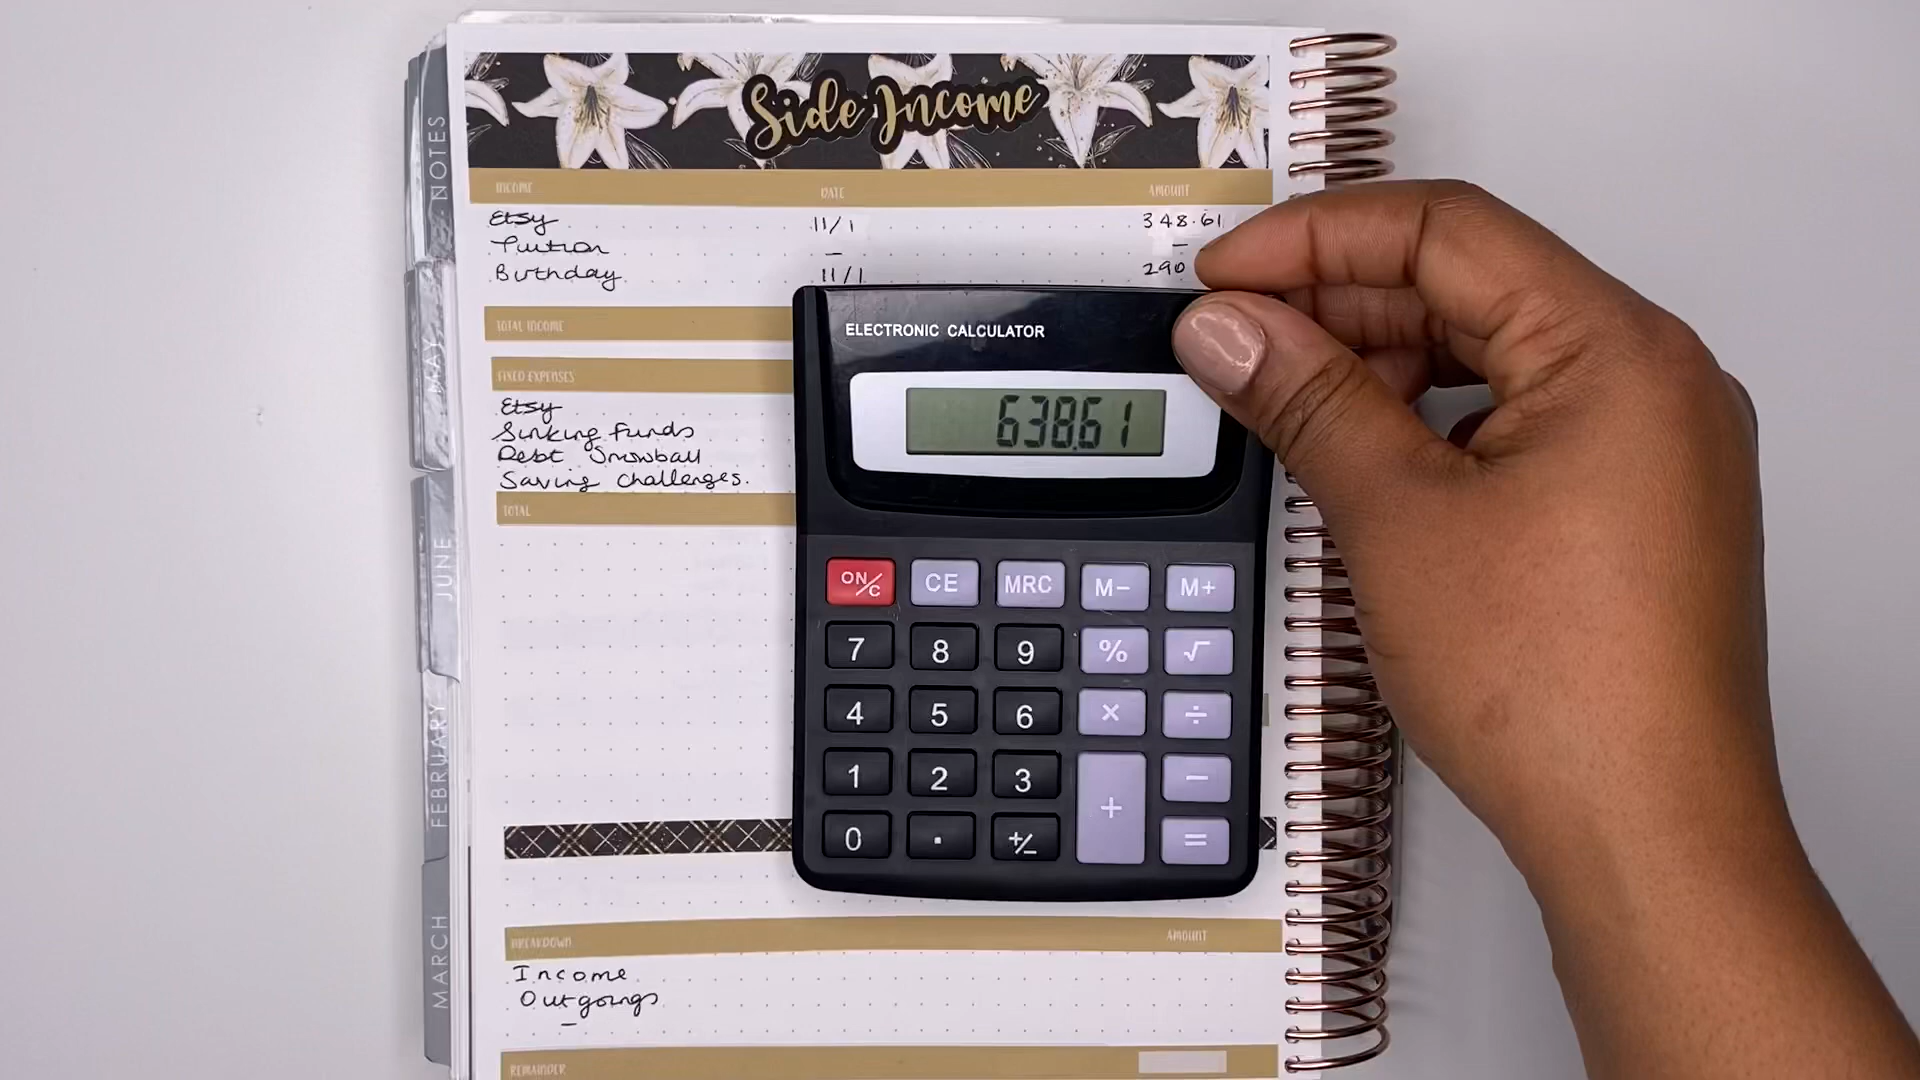 Side Income
INCOME DATE AMOUNT
Etsy 11/1 348.61
Tuition – –
Birthday 11/1 290
TOTAL INCOME
FIXED EXPENSES
Etsy
Sinking Funds
Debt Snowball
Saving Challenges.
TOTAL
BREAKDOWN AMOUNT
Income
Outgoings
–
REMAINDER
NOTES
MAY
JUNE
FEBRUARY
MARCH
ELECTRONIC CALCULATOR
638.61
ON/C CE MRC M− M+
7 8 9 % √
4 5 6 × ÷
1 2 3 + −
0 . +/− =